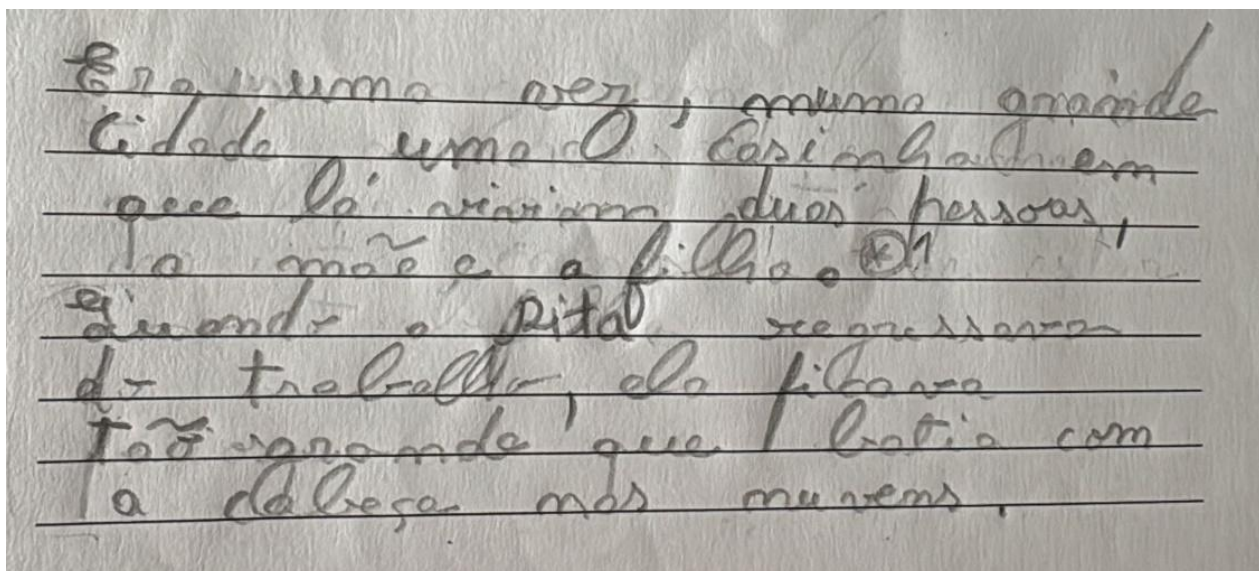 Era uma vez, numa grande
cidade uma casinha em
que lá viviam duas pessoas,
a mãe e a filha. *1
Quando a Rita regressava
do trabalho, ela ficava
tão grande que batia com
a cabeça nas nuvens.